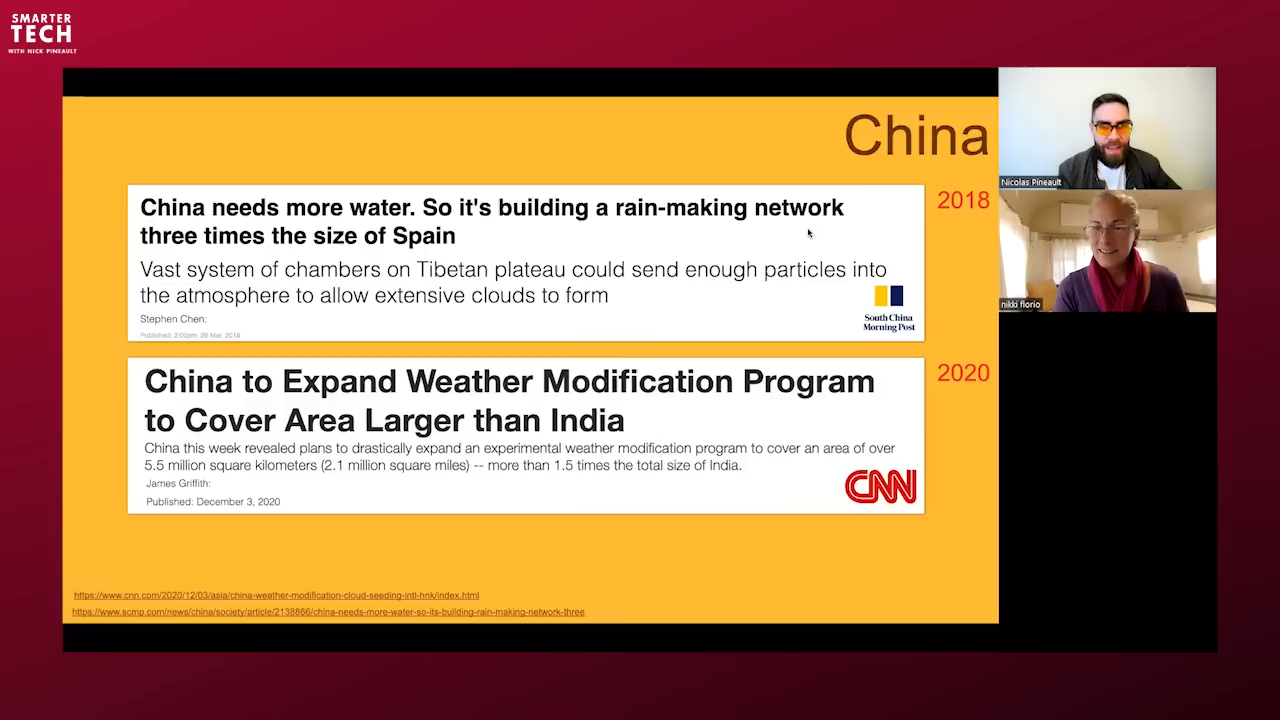 SMARTER
TECH
WITH NICK PINEAULT
China
China needs more water. So it's building a rain-making network
three times the size of Spain
Vast system of chambers on Tibetan plateau could send enough particles into
the atmosphere to allow extensive clouds to form
Stephen Chen:
Published: 2:00pm, 26 Mar, 2018
South China
Morning Post
2018
China to Expand Weather Modification Program
to Cover Area Larger than India
China this week revealed plans to drastically expand an experimental weather modification program to cover an area of over
5.5 million square kilometers (2.1 million square miles) -- more than 1.5 times the total size of India.
James Griffith:
Published: December 3, 2020
CNN
2020
https://www.cnn.com/2020/12/03/asia/china-weather-modification-cloud-seeding-intl-hnk/index.html
https://www.scmp.com/news/china/society/article/2138866/china-needs-more-water-so-its-building-rain-making-network-three
Nicolas Pineault
nikki florio